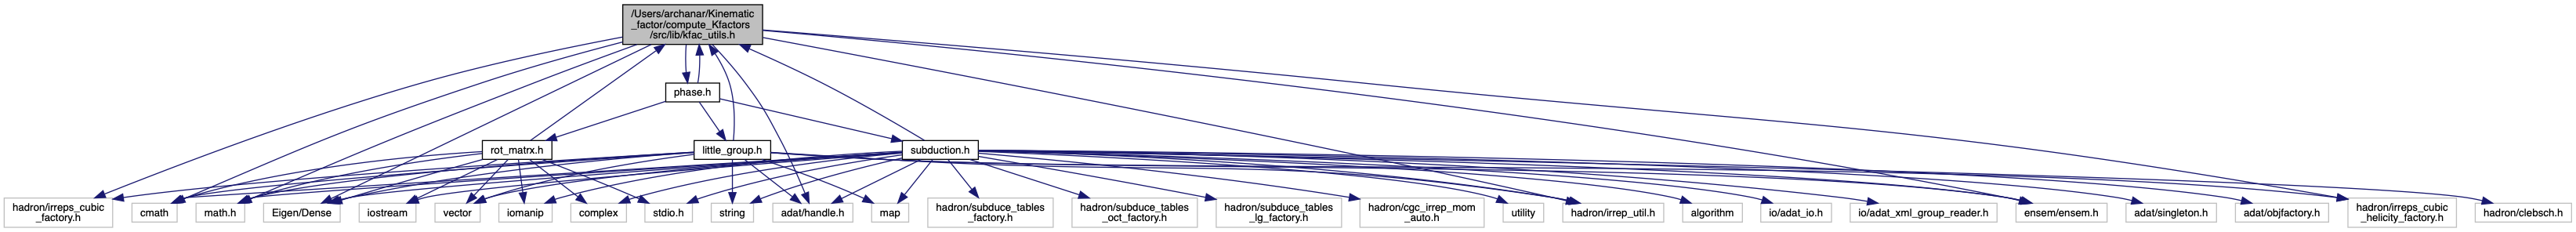 /Users/archanar/Kinematic
_factor/compute_Kfactors
/src/lib/kfac_utils.h
phase.h
rot_matrx.h
little_group.h
subduction.h
hadron/irreps_cubic
_factory.h
cmath
math.h
Eigen/Dense
iostream
vector
iomanip
complex
stdio.h
string
adat/handle.h
map
hadron/subduce_tables
_factory.h
hadron/subduce_tables
_oct_factory.h
hadron/subduce_tables
_lg_factory.h
hadron/cgc_irrep_mom
_auto.h
utility
hadron/irrep_util.h
algorithm
io/adat_io.h
io/adat_xml_group_reader.h
ensem/ensem.h
adat/singleton.h
adat/objfactory.h
hadron/irreps_cubic
_helicity_factory.h
hadron/clebsch.h